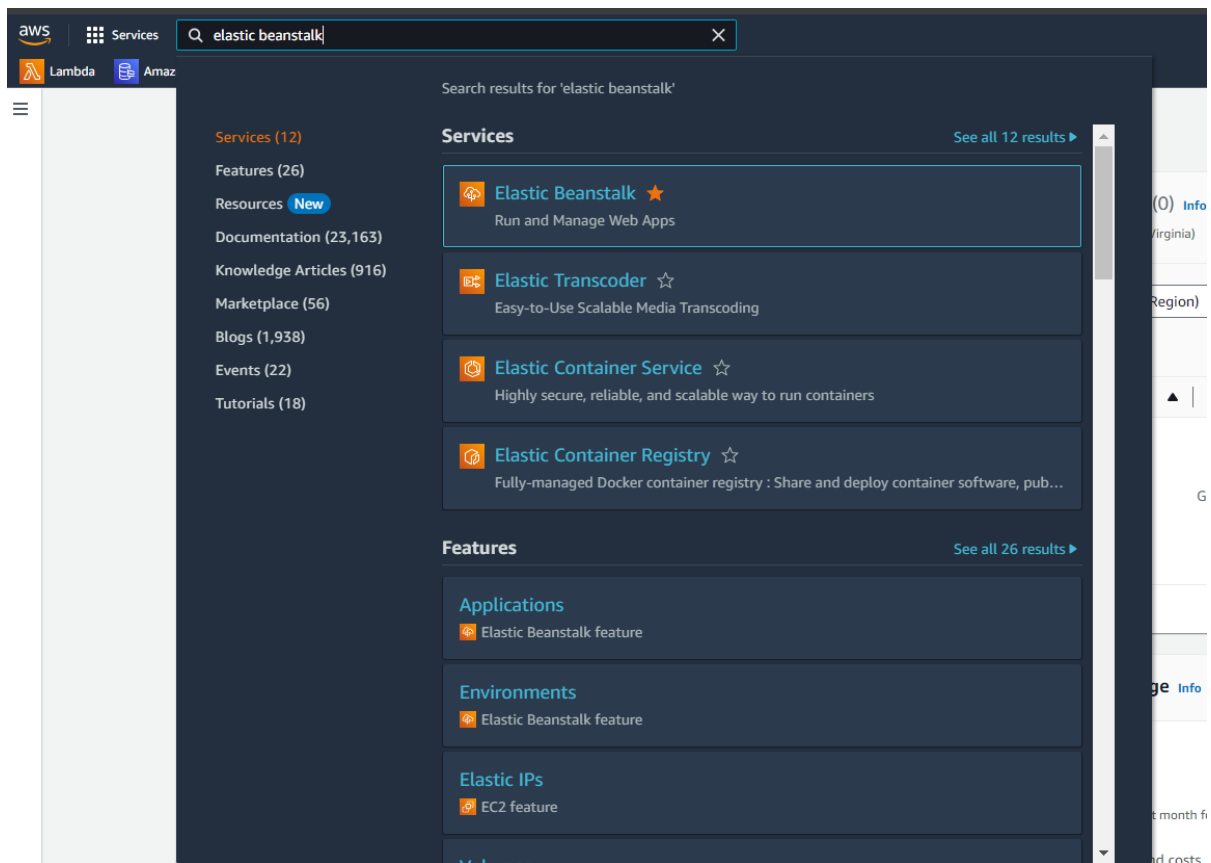 aws
Services
elastic beanstalk
Lambda
Amaz
Search results for 'elastic beanstalk'
Services (12)
Features (26)
Resources New
Documentation (23,163)
Knowledge Articles (916)
Marketplace (56)
Blogs (1,938)
Events (22)
Tutorials (18)
Services
See all 12 results
Elastic Beanstalk
Run and Manage Web Apps
Elastic Transcoder
Easy-to-Use Scalable Media Transcoding
Elastic Container Service
Highly secure, reliable, and scalable way to run containers
Elastic Container Registry
Fully-managed Docker container registry : Share and deploy container software, pub...
Features
See all 26 results
Applications
Elastic Beanstalk feature
Environments
Elastic Beanstalk feature
Elastic IPs
EC2 feature
(0) Info
Virginia)
Region)
G
ge Info
t month f
d costs